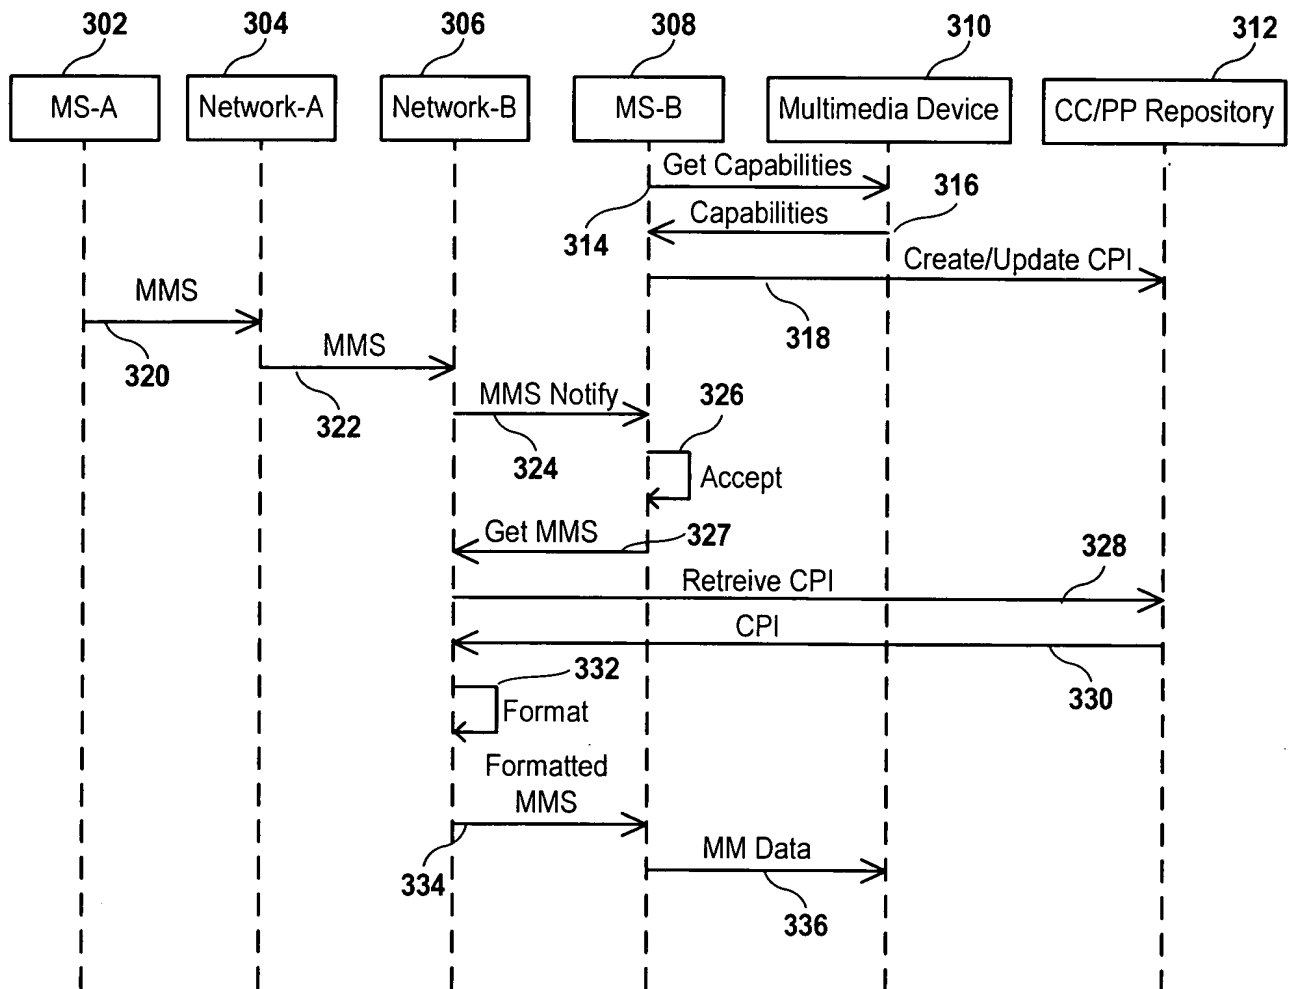 302 304 306 308 310 312
MS-A Network-A Network-B MS-B Multimedia Device CC/PP Repository
Get Capabilities
316
Capabilities
314
Create/Update CPI
MMS
318
MMS
320
MMS Notify 326
322
324
Accept
Get MMS 327
328
Retreive CPI
CPI
332
330
Format
Formatted
MMS
MM Data
334
336